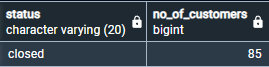 status no_of_customers
character varying (20) bigint
closed 85